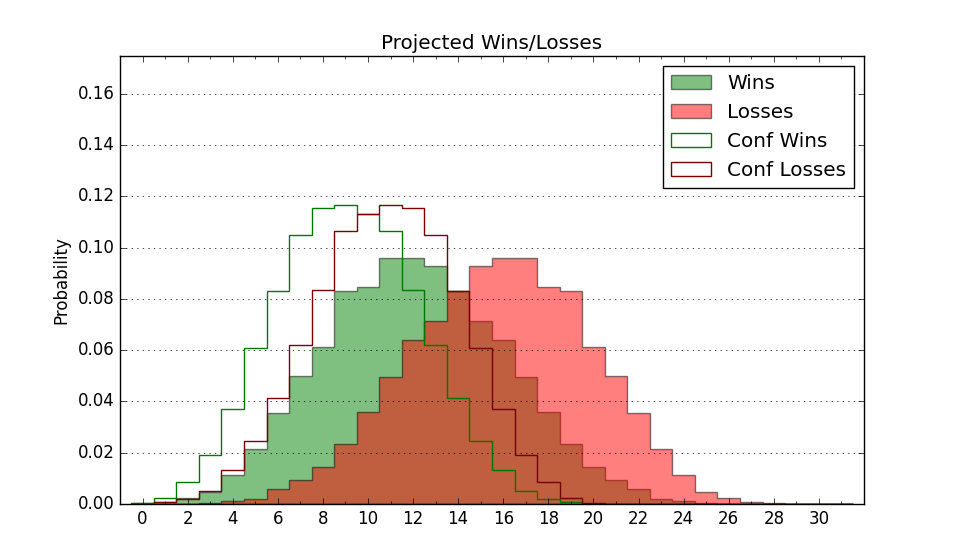 Projected Wins/Losses
Wins
Losses
Conf Wins
Conf Losses
Probability
0.16
0.14
0.12
0.10
0.08
0.06
0.04
0.02
0.00
0 2 4 6 8 10 12 14 16 18 20 22 24 26 28 30